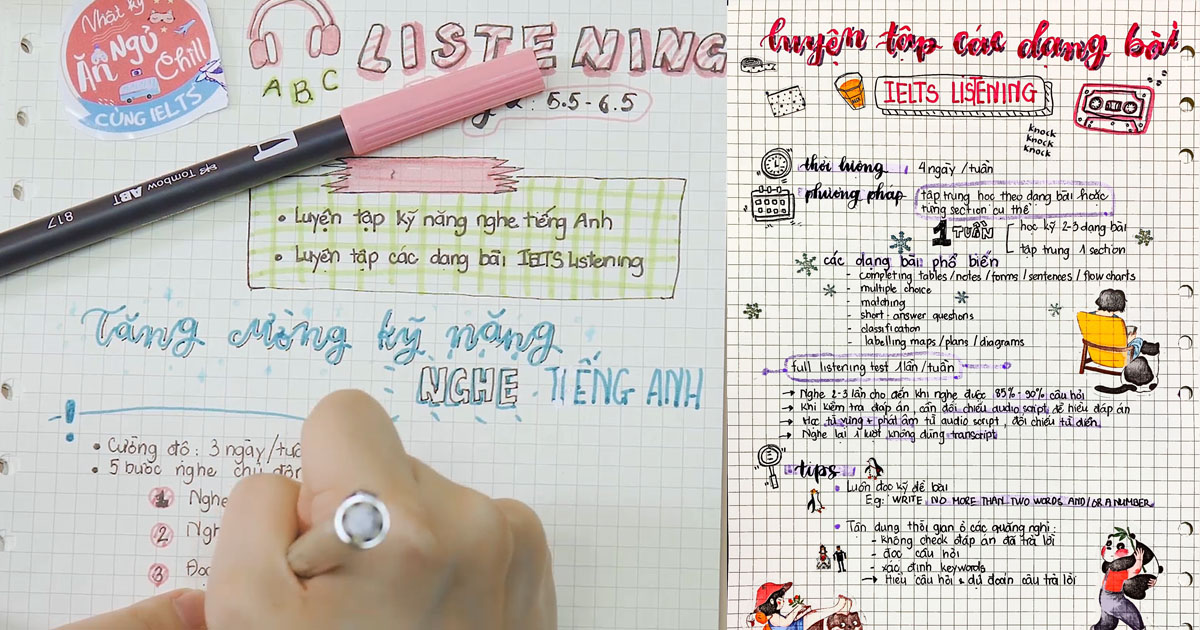 Nhật ký
ĂN NGỦ
Chill
CÙNG IELTS
LISTENING
A B C
5.5 - 6.5
Tombow ABT
817
• Luyện tập kỹ năng nghe tiếng Anh
• Luyện tập các dạng bài IELTS Listening
Tăng cường kỹ năng
NGHE TIẾNG ANH
• Cường độ: 3 ngày/tuần
• 5 bước nghe chủ độn
1 Nghe
2 Ngh
3 Đọc
luyện tập các dạng bài
IELTS LISTENING
knock
knock
knock
thời lượng 4 ngày /tuần
phương pháp tập trung học theo dạng bài hoặc
từng section cụ thể
1 TUẦN học kỹ 2-3 dạng bài
tập trung 1 section
các dạng bài phổ biến
- completing tables/notes/forms/sentences/flow charts
- multiple choice
- matching
- short-answer questions
- classification
- labelling maps/plans/diagrams
full listening test 1 lần/tuần
→ Nghe 2-3 lần cho đến khi nghe được 85% - 90% câu hỏi
→ Khi kiểm tra đáp án, cần đối chiếu audio script để hiểu đáp án
→ Học từ vựng + phát âm từ audio script, đối chiếu từ điển
→ Nghe lại 1 lượt không dùng transcript
tips
• Luôn đọc kỹ đề bài
Eg: WRITE NO MORE THAN TWO WORDS AND/OR A NUMBER
• Tận dụng thời gian ở các quãng nghỉ:
- không check đáp án đã trả lời
- đọc câu hỏi
- xác định keywords
→ Hiểu câu hỏi & dự đoán câu trả lời